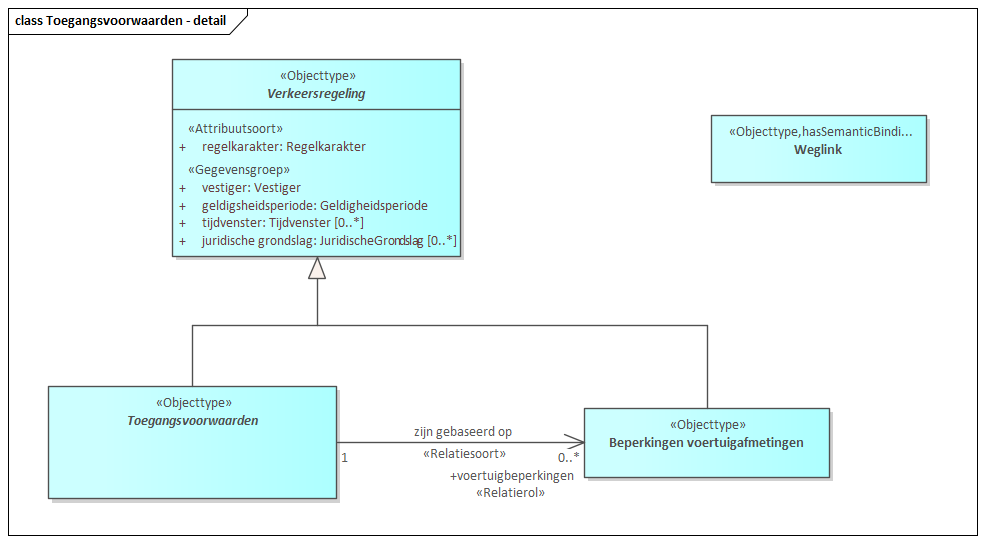 class Toegangsvoorwaarden - detail
«Objecttype»
Verkeersregeling
«Attribuutsoort»
+ regelkarakter: Regelkarakter
«Gegevensgroep»
+ vestiger: Vestiger
+ geldigsheidsperiode: Geldigheidsperiode
+ tijdvenster: Tijdvenster [0..*]
+ juridische grondslag: JuridischeGrondslag [0..*]
«Objecttype,hasSemanticBindi...
Weglink
«Objecttype»
Toegangsvoorwaarden
zijn gebaseerd op
«Relatiesoort»
1
0..*
+voertuigbeperkingen
«Relatierol»
«Objecttype»
Beperkingen voertuigafmetingen